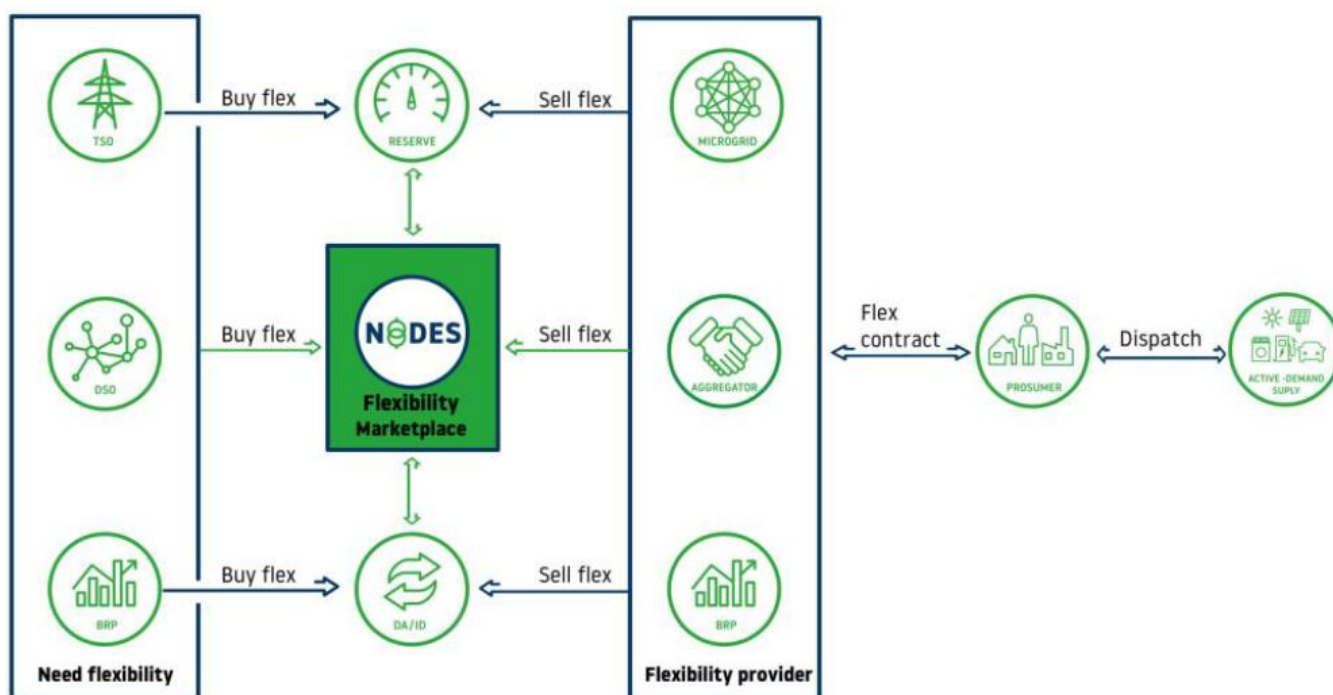 TSO
Buy flex
RESERVE
Sell flex
MICROGRID
DSO
Buy flex
NODES
Flexibility
Marketplace
Sell flex
AGGREGATOR
Flex
contract
PROSUMER
Dispatch
ACTIVE -DEMAND
SUPLY
BRP
Buy flex
DA/ID
Sell flex
BRP
Need flexibility
Flexibility provider